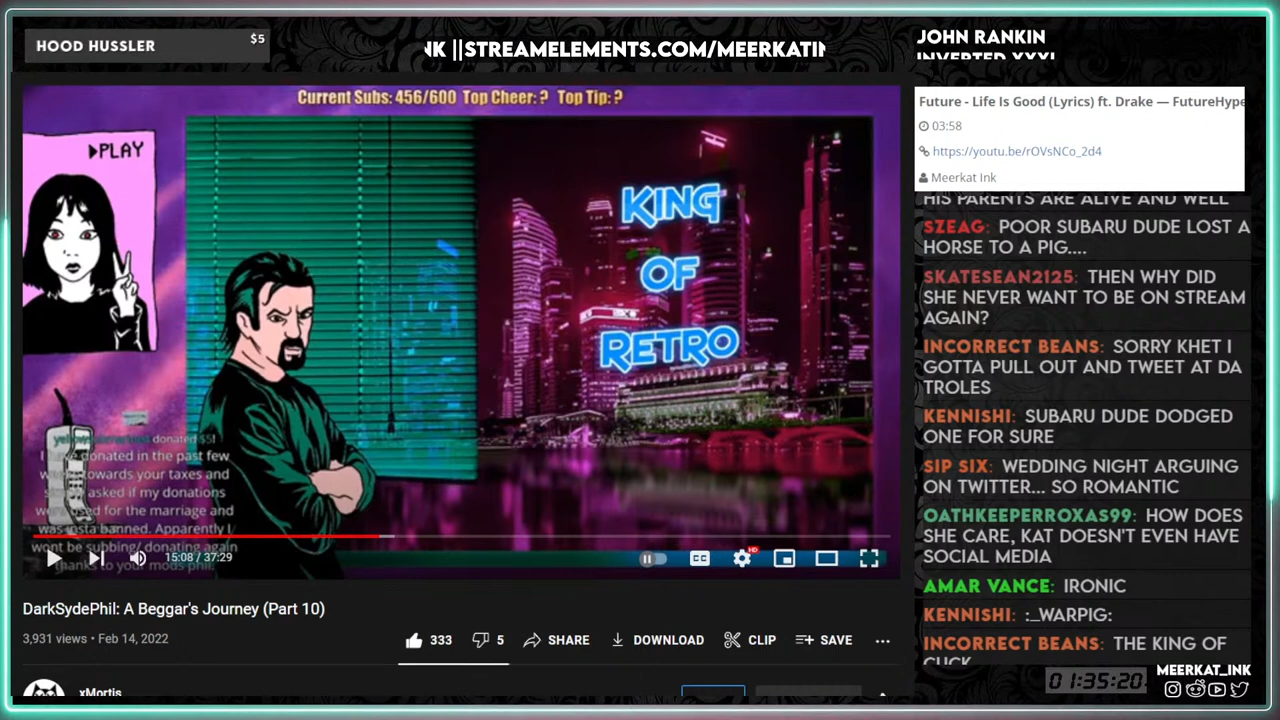 HOOD HUSSLER
$5
NK ||STREAMELEMENTS.COM/MEERKATIN
JOHN RANKIN
INVERTED XXXL
Current Subs: 456/600 Top Cheer: ? Top Tip: ?
PLAY
KING
OF
RETRO
donated $5!
I have donated in the past few
towards your taxes and
asked if my donations
used for the marriage and
was insta banned. Apparently I
wont be subbing/ donating again
thanks to your mods phil.
15:08 / 37:29
CC
HD
DarkSydePhil: A Beggar's Journey (Part 10)
3,931 views • Feb 14, 2022
333
5
SHARE
DOWNLOAD
CLIP
SAVE
xMortis
Future - Life Is Good (Lyrics) ft. Drake — FutureHype
03:58
https://youtu.be/rOVsNCo_2d4
Meerkat Ink
HIS PARENTS ARE ALIVE AND WELL
SZEAG: POOR SUBARU DUDE LOST A
HORSE TO A PIG....
SKATESEAN2125: THEN WHY DID
SHE NEVER WANT TO BE ON STREAM
AGAIN?
INCORRECT BEANS: SORRY KHET I
GOTTA PULL OUT AND TWEET AT DA
TROLES
KENNISHI: SUBARU DUDE DODGED
ONE FOR SURE
SIP SIX: WEDDING NIGHT ARGUING
ON TWITTER... SO ROMANTIC
OATHKEEPERROXAS99: HOW DOES
SHE CARE, KAT DOESN'T EVEN HAVE
SOCIAL MEDIA
AMAR VANCE: IRONIC
KENNISHI: :_WARPIG:
INCORRECT BEANS: THE KING OF
CUCK
01:35:20
MEERKAT_INK